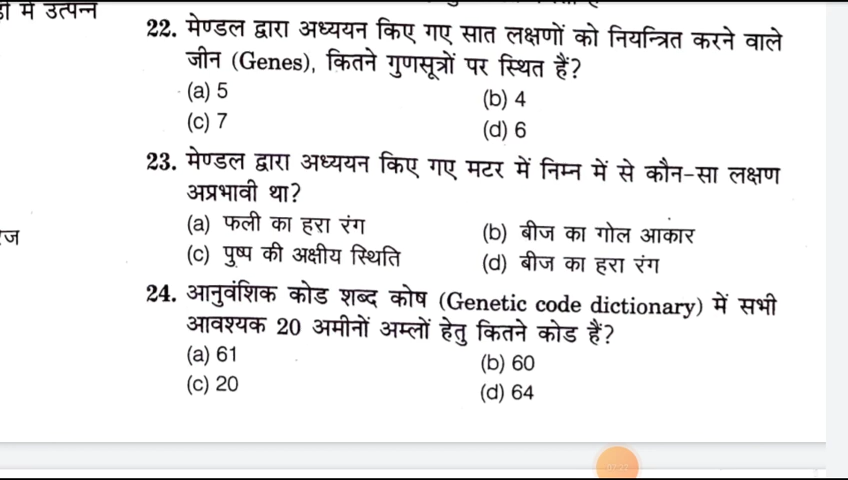 में उत्पन्न
22. मेण्डल द्वारा अध्ययन किए गए सात लक्षणों को नियन्त्रित करने वाले
जीन (Genes), कितने गुणसूत्रों पर स्थित हैं?
(a) 5 (b) 4
(c) 7 (d) 6
23. मेण्डल द्वारा अध्ययन किए गए मटर में निम्न में से कौन-सा लक्षण
अप्रभावी था?
(a) फली का हरा रंग (b) बीज का गोल आकार
(c) पुष्प की अक्षीय स्थिति (d) बीज का हरा रंग
24. आनुवंशिक कोड शब्द कोष (Genetic code dictionary) में सभी
आवश्यक 20 अमीनों अम्लों हेतु कितने कोड हैं?
(a) 61 (b) 60
(c) 20 (d) 64